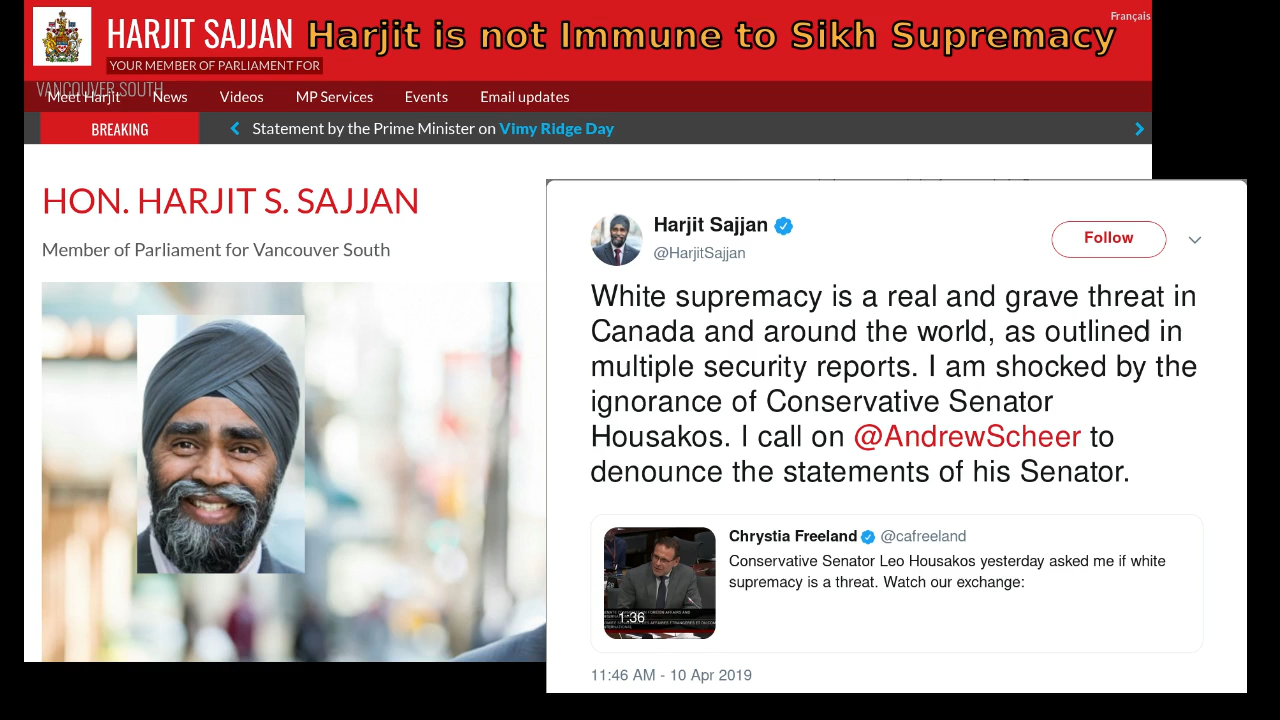 Français
HARJIT SAJJAN
Harjit is not Immune to Sikh Supremacy
YOUR MEMBER OF PARLIAMENT FOR
VANCOUVER SOUTH
Meet Harjit News Videos MP Services Events Email updates
BREAKING
Statement by the Prime Minister on Vimy Ridge Day
HON. HARJIT S. SAJJAN
Member of Parliament for Vancouver South
Harjit Sajjan
@HarjitSajjan
Follow
White supremacy is a real and grave threat in
Canada and around the world, as outlined in
multiple security reports. I am shocked by the
ignorance of Conservative Senator
Housakos. I call on @AndrewScheer to
denounce the statements of his Senator.
Chrystia Freeland @cafreeland
Conservative Senator Leo Housakos yesterday asked me if white
supremacy is a threat. Watch our exchange:
1:36
11:46 AM - 10 Apr 2019